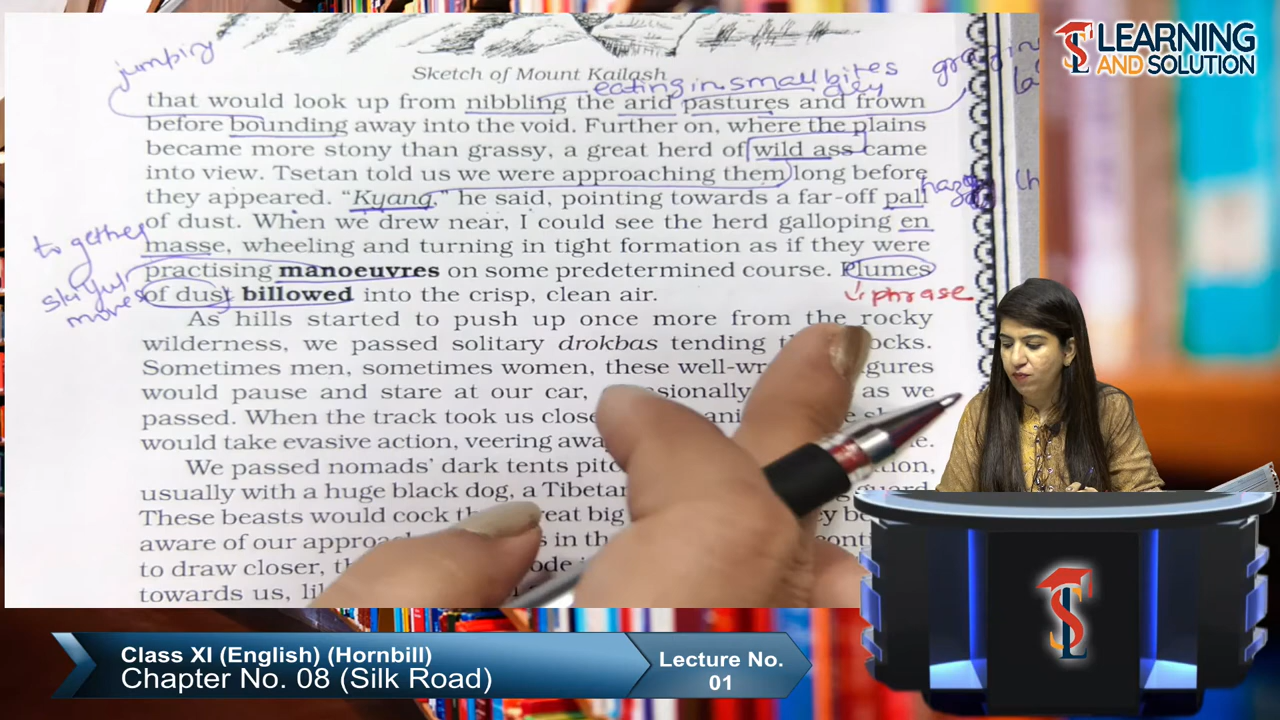 LEARNING
AND SOLUTION
Sketch of Mount Kailash
jumping
eating in small bites
that would look up from nibbling the arid pastures and frown
before bounding away into the void. Further on, where the plains
became more stony than grassy, a great herd of wild ass came
into view. Tsetan told us we were approaching them long before
they appeared. “Kyang,” he said, pointing towards a far-off pall
of dust. When we drew near, I could see the herd galloping en
together
masse, wheeling and turning in tight formation as if they were
practising manoeuvres on some predetermined course. Plumes
skilful
moves
of dust billowed into the crisp, clean air.
phrase
As hills started to push up once more from the rocky
wilderness, we passed solitary drokbas tending
Sometimes men, sometimes women, these
would pause and stare at our car, as we
passed. When the track took us
would take evasive action, veering
We passed nomads’ dark tents
usually with a huge black dog, a
These beasts would cock great big
aware of our in the
to draw closer,
towards us,
Class XI (English) (Hornbill)
Chapter No. 08 (Silk Road)
Lecture No.
01